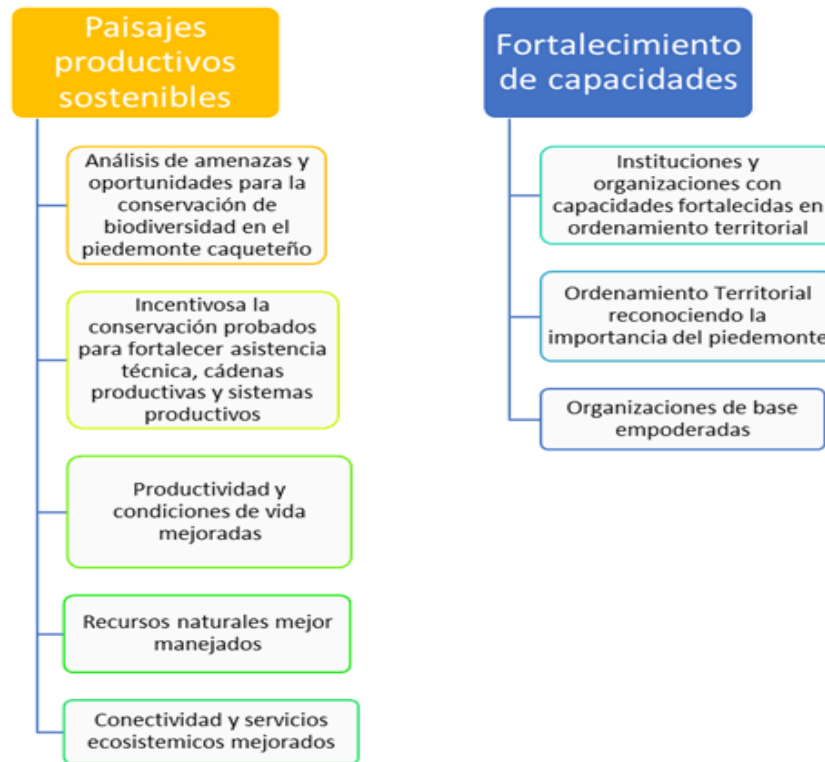 Paisajes
productivos
sostenibles
Análisis de amenazas y
oportunidades para la
conservación de
biodiversidad en el
piedemonte caqueteño
Incentivosa la
conservación probados
para fortalecer asistencia
técnica, cádenas
productivas y sistemas
productivos
Productividad y
condiciones de vida
mejoradas
Recursos naturales mejor
manejados
Conectividad y servicios
ecosistemicos mejorados
Fortalecimiento
de capacidades
Instituciones y
organizaciones con
capacidades fortalecidas en
ordenamiento territorial
Ordenamiento Territorial
reconociendo la
importancia del piedemonte
Organizaciones de base
empoderadas